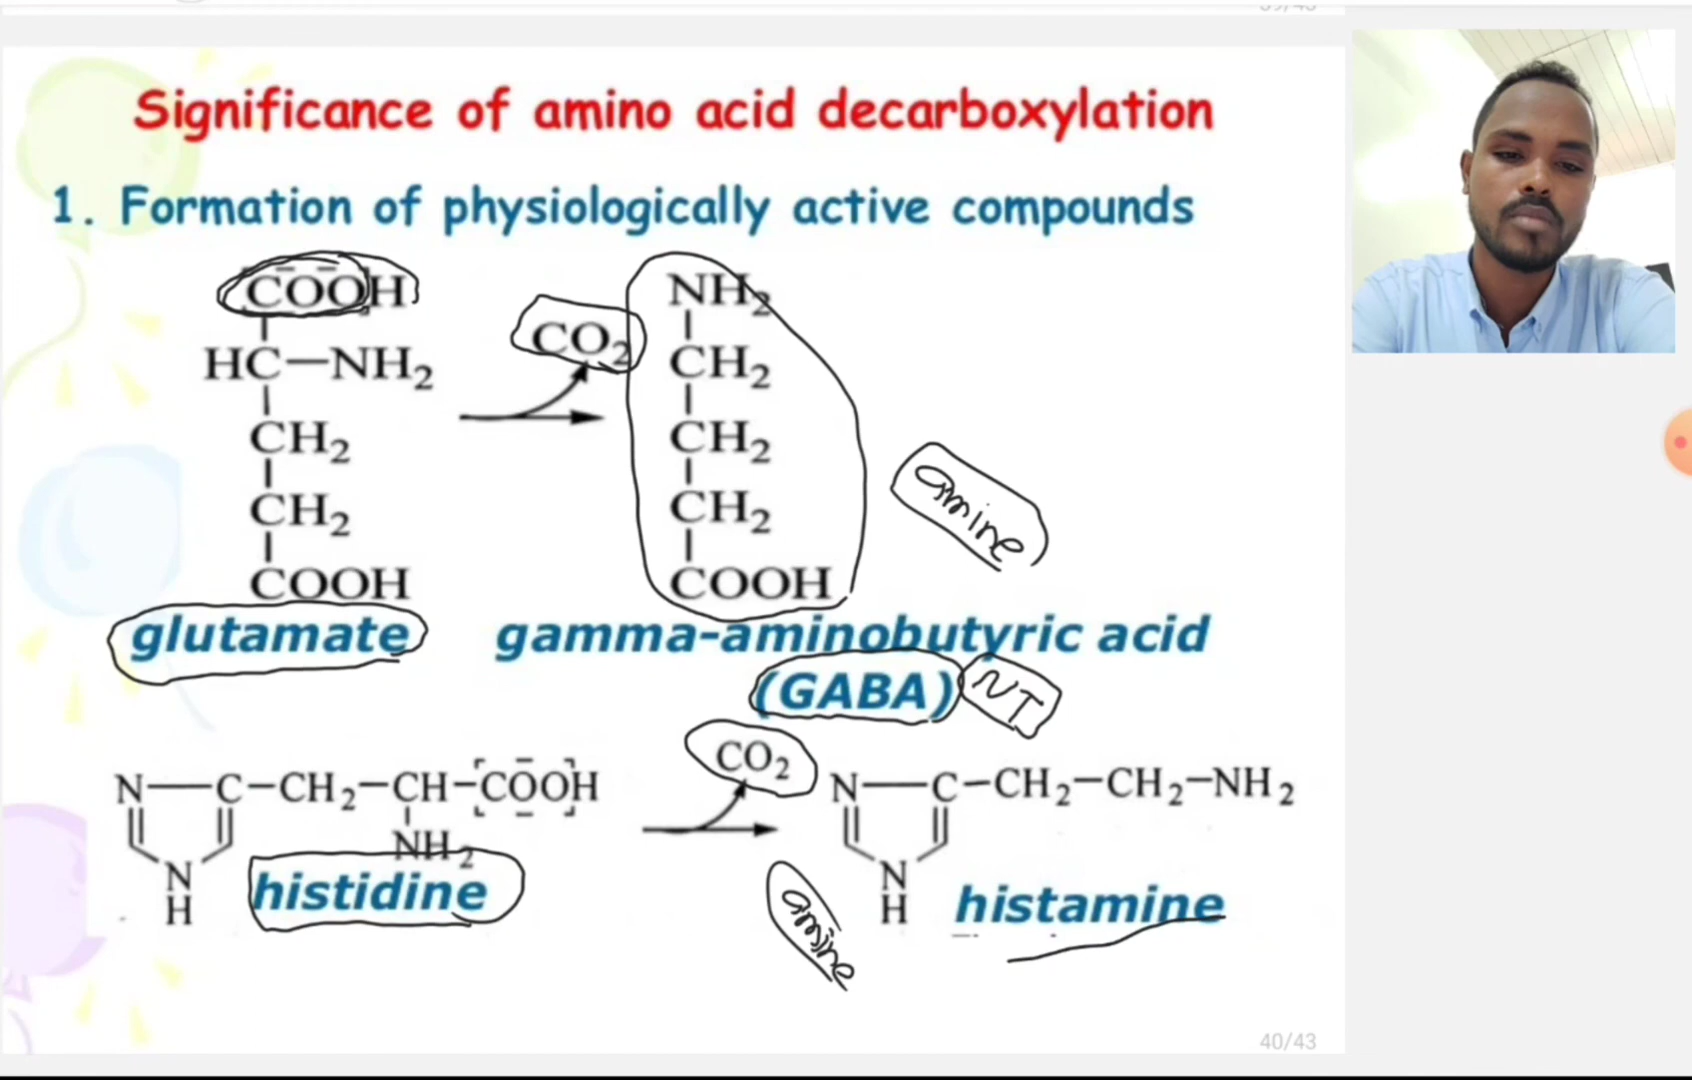 39/43
Significance of amino acid decarboxylation
1. Formation of physiologically active compounds
COOH
HC—NH2
CH2
CH2
COOH
glutamate
CO2
NH2
CH2
CH2
CH2
COOH
amine
gamma-aminobutyric acid
(GABA)
NT
N—C—CH2—CH—COOH
NH2
N
H
histidine
CO2
amine
N—C—CH2—CH2—NH2
N
H
histamine
40/43